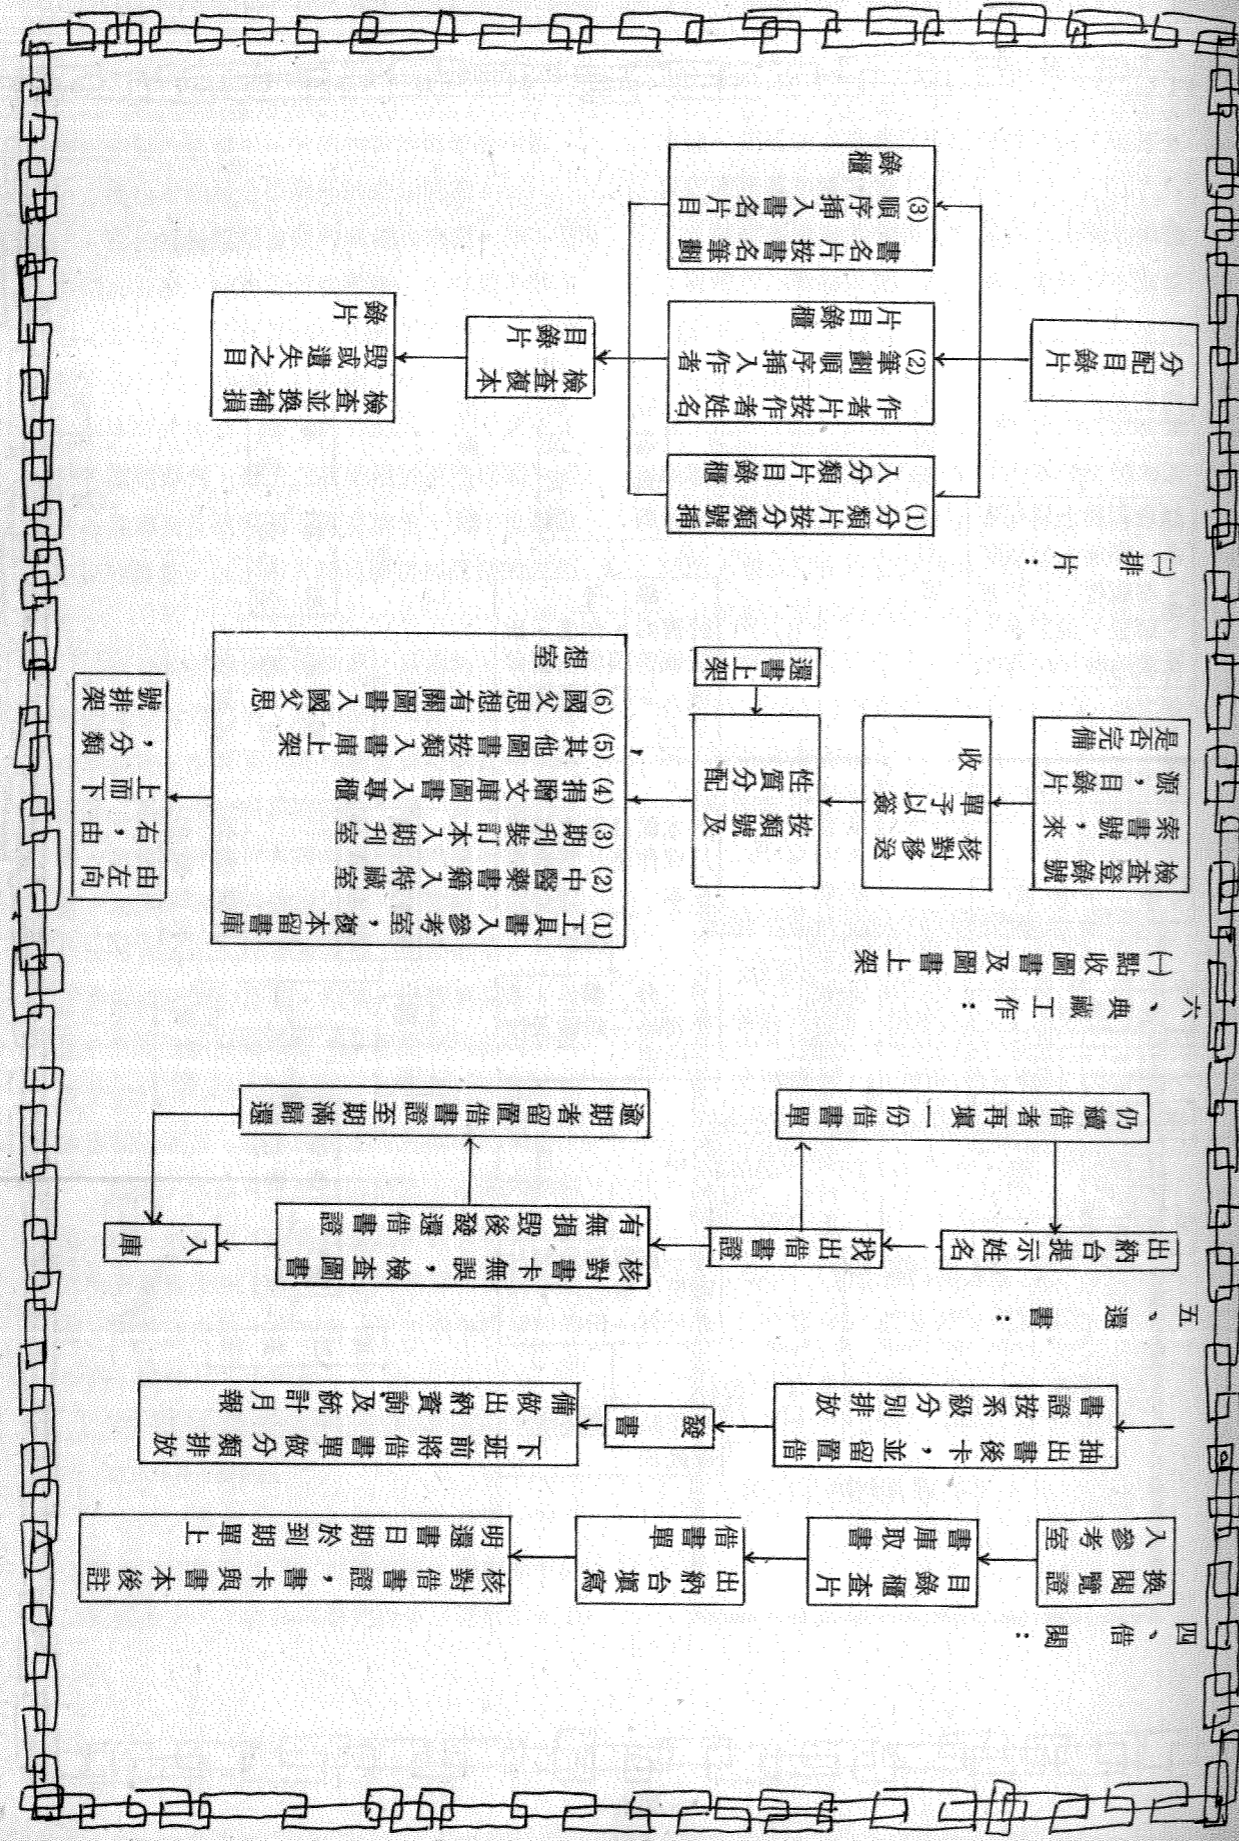 四、借閱：
換閱覽證
入參考室
目錄櫃查片
書庫取書
出納台填寫
借書單
核對借書證，書卡與書本後註
明還書日期於到期單上
抽出書後卡，並留置借
書證按系級分別排放
發書
下班前將借書單做分類排放
備做出納資詢及統計月報
五、還書：
出納台提示姓名
仍續借者再填一份借書單
找出借書證
核對書卡無誤，檢查圖書
有無損毀後發還借書證
逾期者留置借書證至期滿歸還
入庫
六、典藏工作：
㈠點收圖書及圖書上架
檢查登錄號
索書號，來
源，目錄片
是否完備
核對移送
單予以簽
收
按類號及
性質分配
還書上架
(1)工具書入參考室，複本留書庫
(2)中醫藥書籍入特藏室
(3)期刊裝訂本入期刊室
(4)捐贈文庫圖書入專櫃
(5)其他圖書按類入書庫上架
(6)國父思想有關圖書入國父思
想室
由左向
右，由
上而下
，分類
號排架
㈡排片：
分配目錄片
(1)分類片按分類號插
入分類片目錄櫃
(2)作者片按作者姓名
筆劃順序插入作者
片目錄櫃
(3)書名片按書名筆劃
順序插入書名片目
錄櫃
檢查複本
目錄片
檢查並換補損
毀或遺失之目
錄片